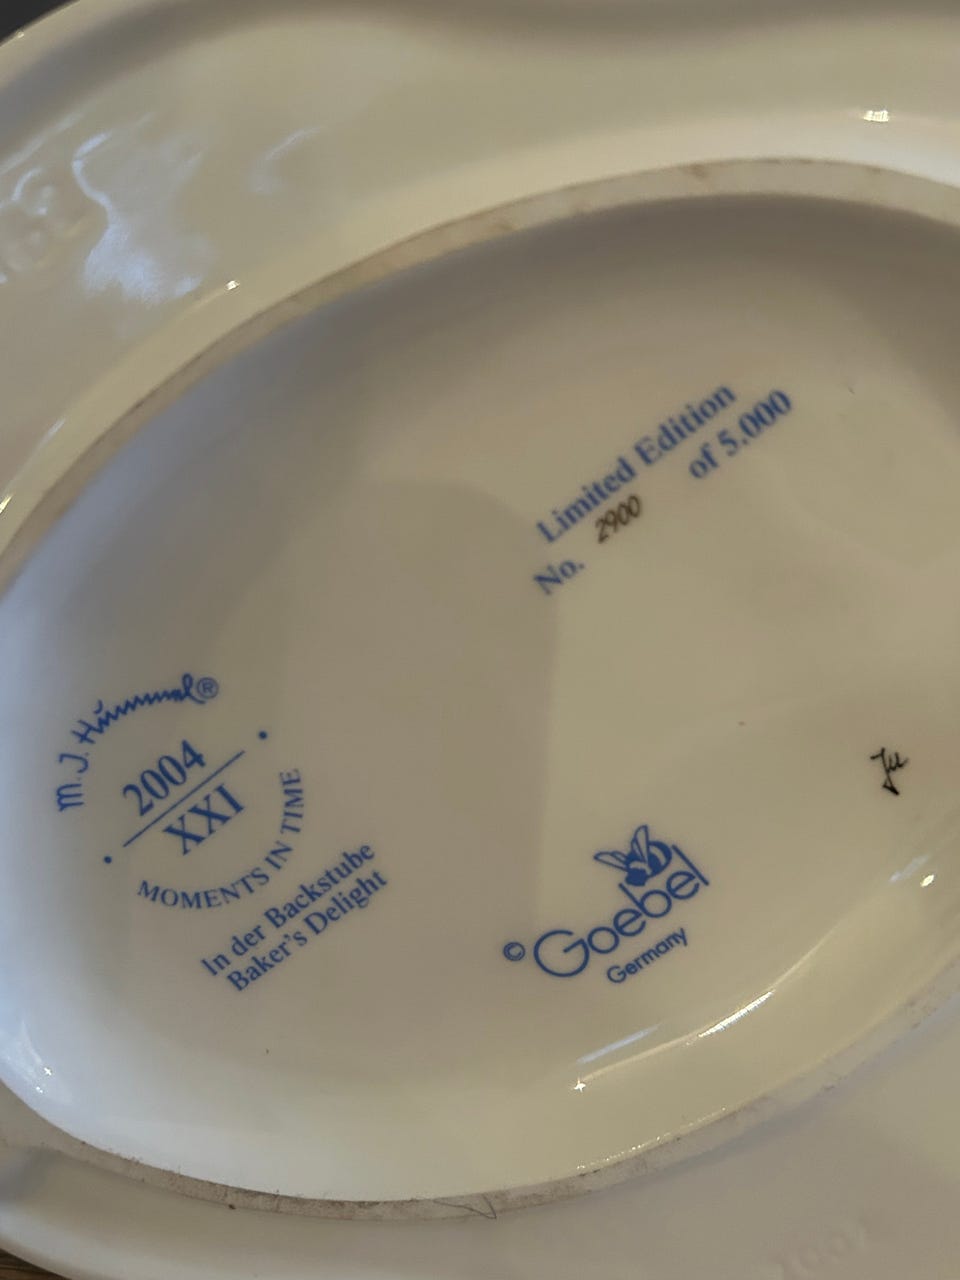 Limited Edition
No. 2900 of 5.000
M.J. Hümmel®
2004
XXI
MOMENTS IN TIME
In der Backstube
Baker's Delight
© Goebel
Germany